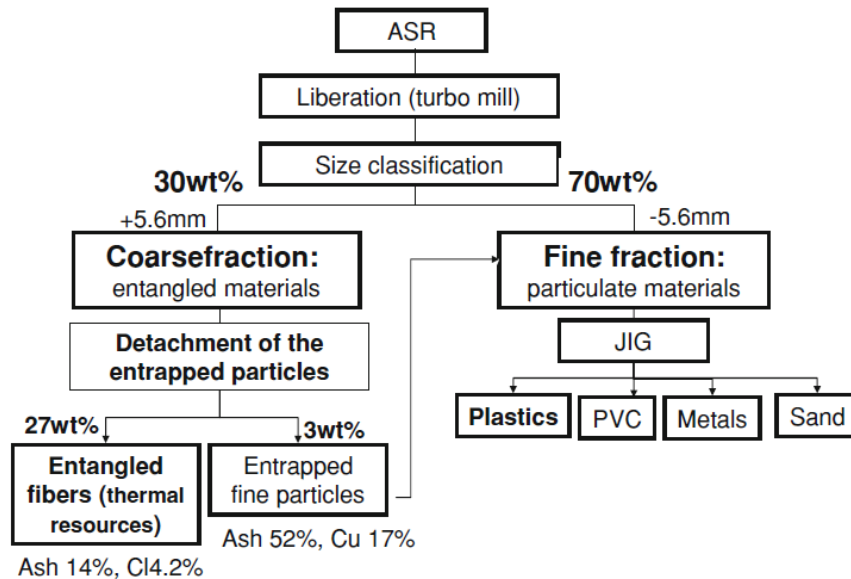 ASR
Liberation (turbo mill)
Size classification
30wt%
70wt%
+5.6mm
-5.6mm
Coarsefraction:
entangled materials
Fine fraction:
particulate materials
Detachment of the
entrapped particles
JIG
27wt%
3wt%
Plastics
PVC
Metals
Sand
Entangled
fibers (thermal
resources)
Entrapped
fine particles
Ash 14%, Cl4.2%
Ash 52%, Cu 17%